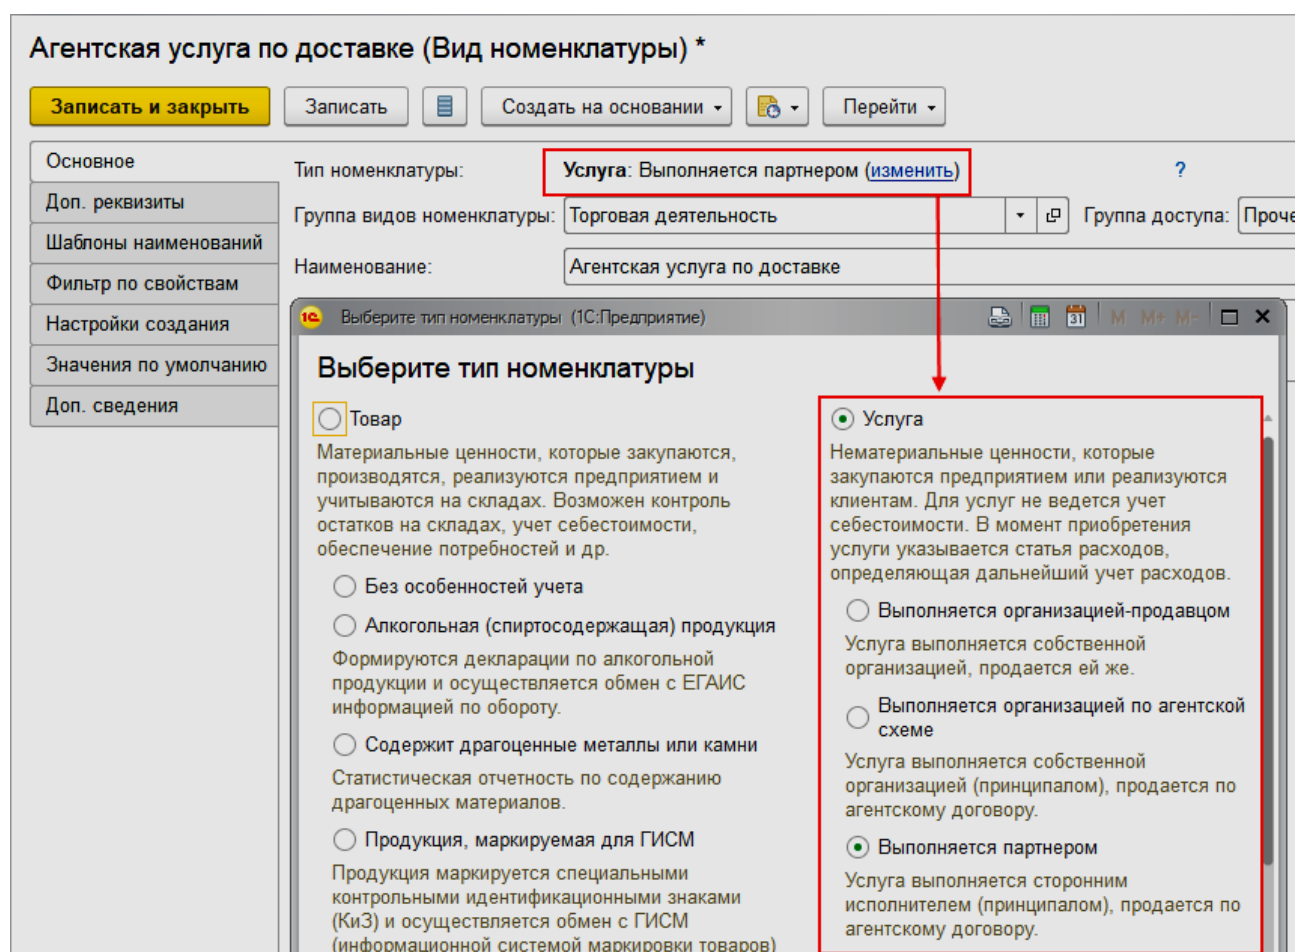 Агентская услуга по доставке (Вид номенклатуры) *
Записать и закрыть
Записать
Создать на основании
Перейти
Основное
Доп. реквизиты
Шаблоны наименований
Фильтр по свойствам
Настройки создания
Значения по умолчанию
Доп. сведения
Тип номенклатуры: Услуга: Выполняется партнером (изменить) ?
Группа видов номенклатуры: Торговая деятельность Группа доступа: Проче
Наименование: Агентская услуга по доставке
1С Выберите тип номенклатуры (1С:Предприятие) 31 M M+ M-
Выберите тип номенклатуры
Товар
Материальные ценности, которые закупаются,
производятся, реализуются предприятием и
учитываются на складах. Возможен контроль
остатков на складах, учет себестоимости,
обеспечение потребностей и др.
Без особенностей учета
Алкогольная (спиртосодержащая) продукция
Формируются декларации по алкогольной
продукции и осуществляется обмен с ЕГАИС
информацией по обороту.
Содержит драгоценные металлы или камни
Статистическая отчетность по содержанию
драгоценных материалов.
Продукция, маркируемая для ГИСМ
Продукция маркируется специальными
контрольными идентификационными знаками
(КиЗ) и осуществляется обмен с ГИСМ
(информационной системой маркировки товаров)
Услуга
Нематериальные ценности, которые
закупаются предприятием или реализуются
клиентам. Для услуг не ведется учет
себестоимости. В момент приобретения
услуги указывается статья расходов,
определяющая дальнейший учет расходов.
Выполняется организацией-продавцом
Услуга выполняется собственной
организацией, продается ей же.
Выполняется организацией по агентской
схеме
Услуга выполняется собственной
организацией (принципалом), продается по
агентскому договору.
Выполняется партнером
Услуга выполняется сторонним
исполнителем (принципалом), продается по
агентскому договору.